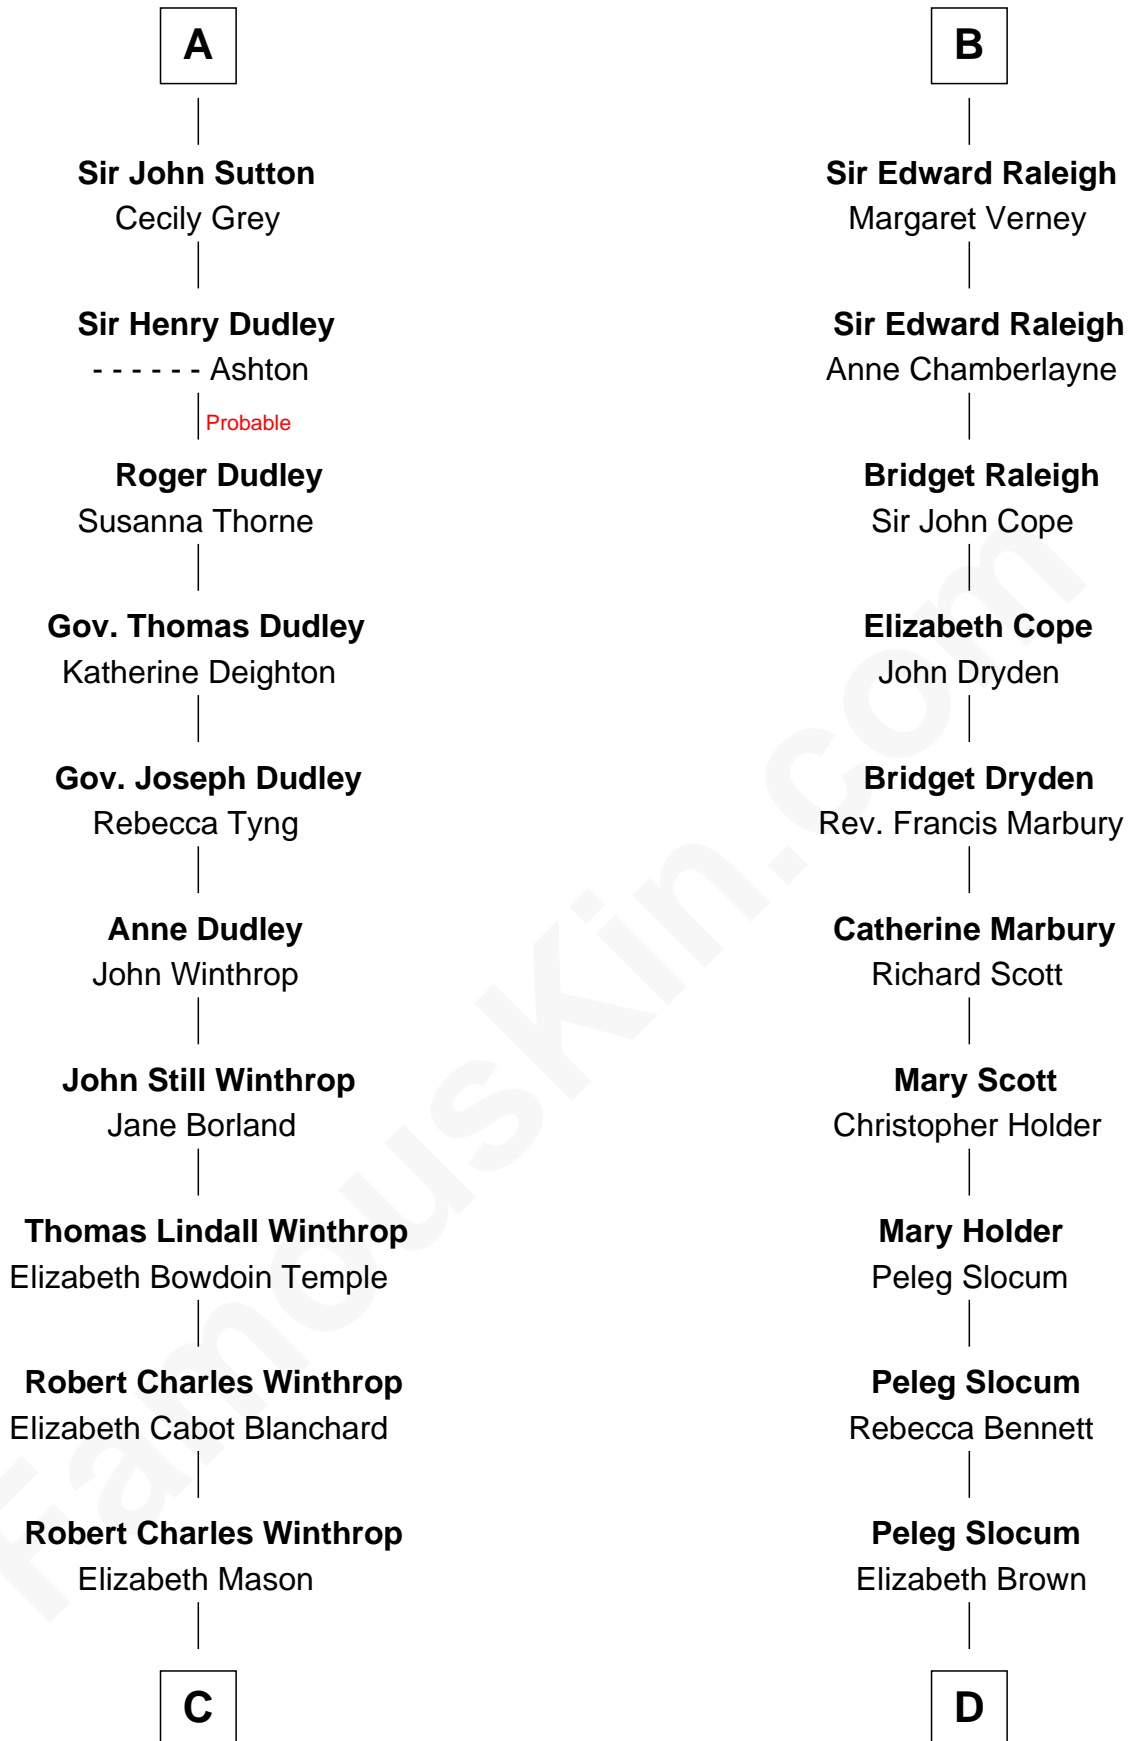 A
Sir John Sutton
Cecily Grey
Sir Henry Dudley
- - - - - - Ashton
Probable
Roger Dudley
Susanna Thorne
Gov. Thomas Dudley
Katherine Deighton
Gov. Joseph Dudley
Rebecca Tyng
Anne Dudley
John Winthrop
John Still Winthrop
Jane Borland
Thomas Lindall Winthrop
Elizabeth Bowdoin Temple
Robert Charles Winthrop
Elizabeth Cabot Blanchard
Robert Charles Winthrop
Elizabeth Mason
C
B
Sir Edward Raleigh
Margaret Verney
Sir Edward Raleigh
Anne Chamberlayne
Bridget Raleigh
Sir John Cope
Elizabeth Cope
John Dryden
Bridget Dryden
Rev. Francis Marbury
Catherine Marbury
Richard Scott
Mary Scott
Christopher Holder
Mary Holder
Peleg Slocum
Peleg Slocum
Rebecca Bennett
Peleg Slocum
Elizabeth Brown
D
FamousKin.com